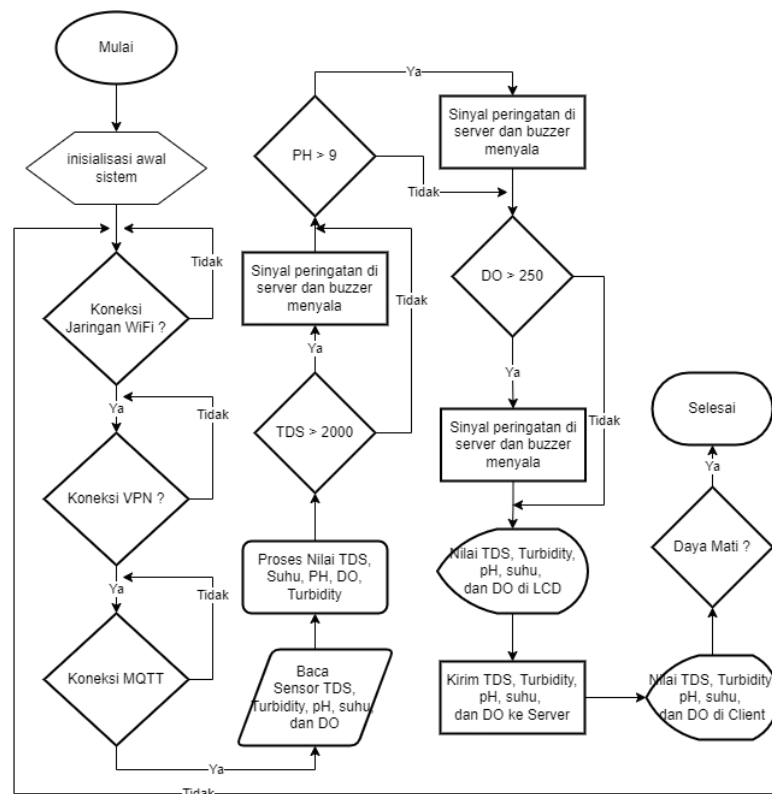 Mulai
inisialisasi awal
sistem
Tidak
Koneksi
Jaringan WiFi ?
Ya
Tidak
Koneksi VPN ?
Ya
Tidak
Koneksi MQTT
Ya
Baca
Sensor TDS,
Turbidity, pH, suhu,
dan DO
Proses Nilai TDS,
Suhu, PH, DO,
Turbidity
TDS > 2000
Ya
Tidak
Sinyal peringatan di
server dan buzzer
menyala
PH > 9
Ya
Tidak
Sinyal peringatan di
server dan buzzer
menyala
DO > 250
Ya
Tidak
Sinyal peringatan di
server dan buzzer
menyala
Nilai TDS, Turbidity,
pH, suhu,
dan DO di LCD
Kirim TDS, Turbidity,
pH, suhu,
dan DO ke Server
Nilai TDS, Turbidity
pH, suhu,
dan DO di Client
Daya Mati ?
Ya
Selesai
Tidak